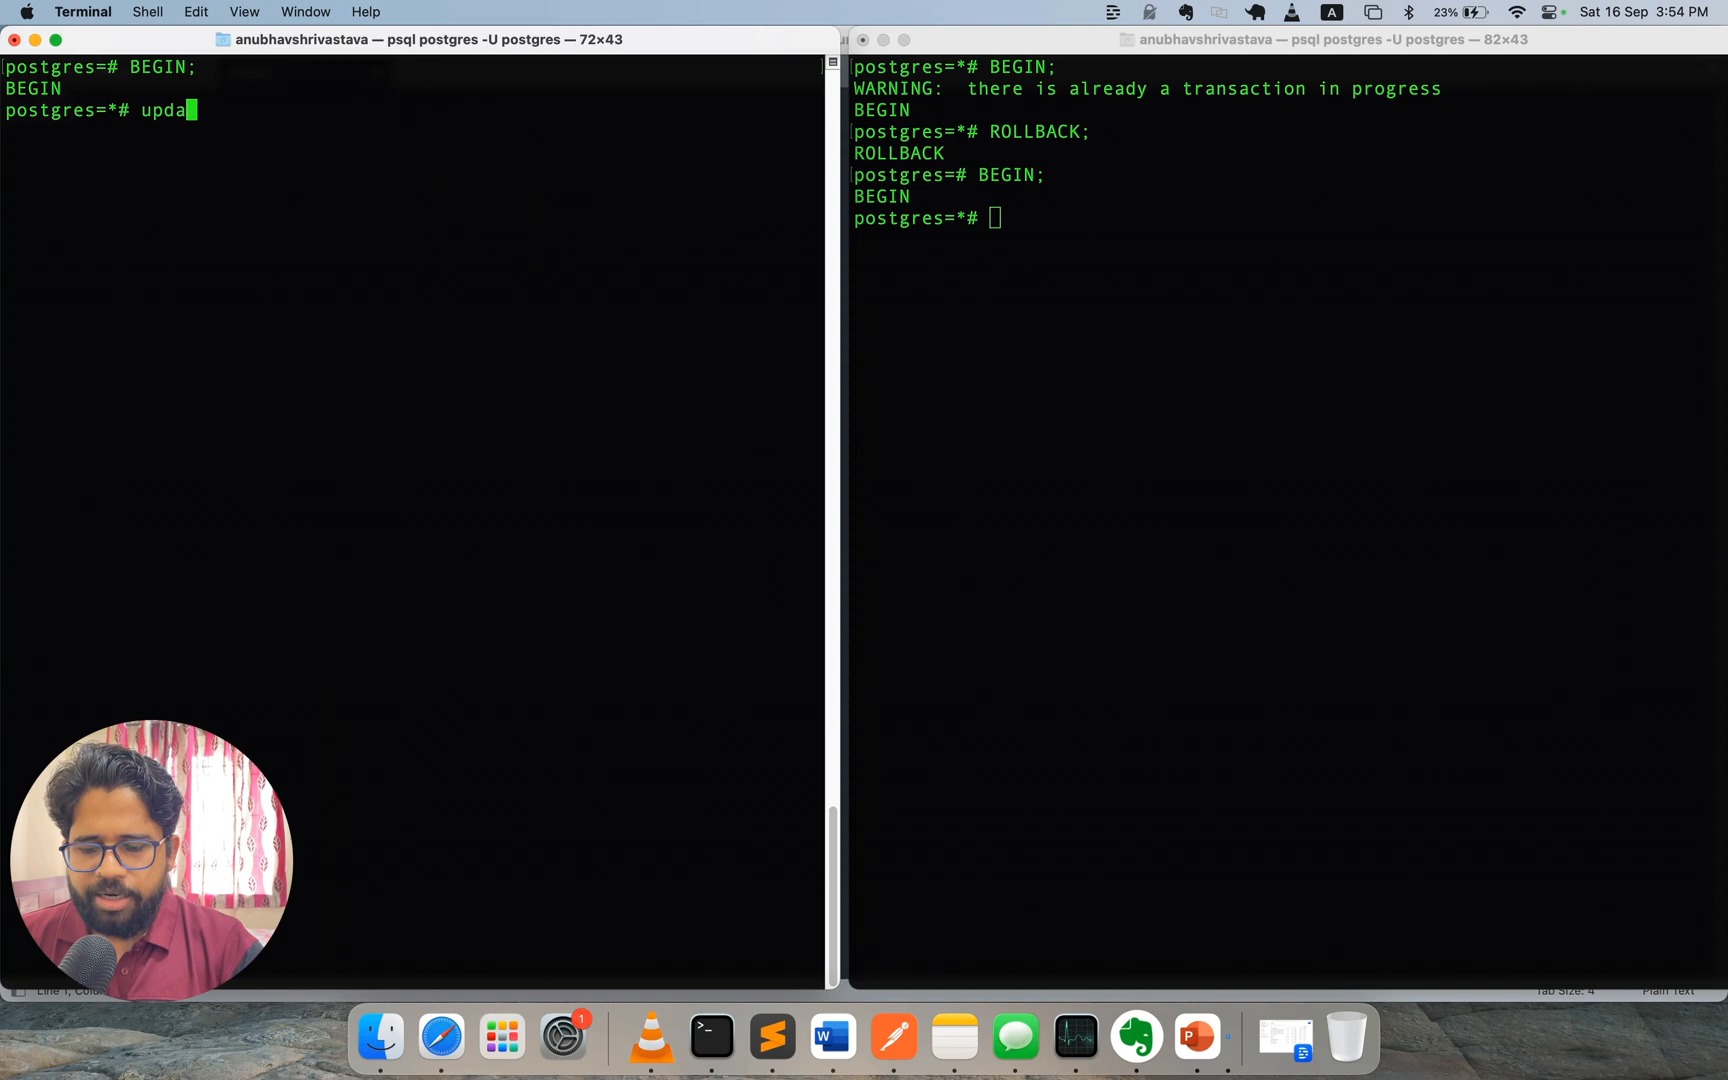 Terminal Shell Edit View Window Help
A 23% Sat 16 Sep 3:54 PM
anubhavshrivastava — psql postgres -U postgres — 72×43
postgres=# BEGIN;
BEGIN
postgres=*# upda
anubhavshrivastava — psql postgres -U postgres — 82×43
postgres=*# BEGIN;
WARNING:  there is already a transaction in progress
BEGIN
postgres=*# ROLLBACK;
ROLLBACK
postgres=# BEGIN;
BEGIN
postgres=*#
Tab Size: 4
Plain Text
1
>_
W
P